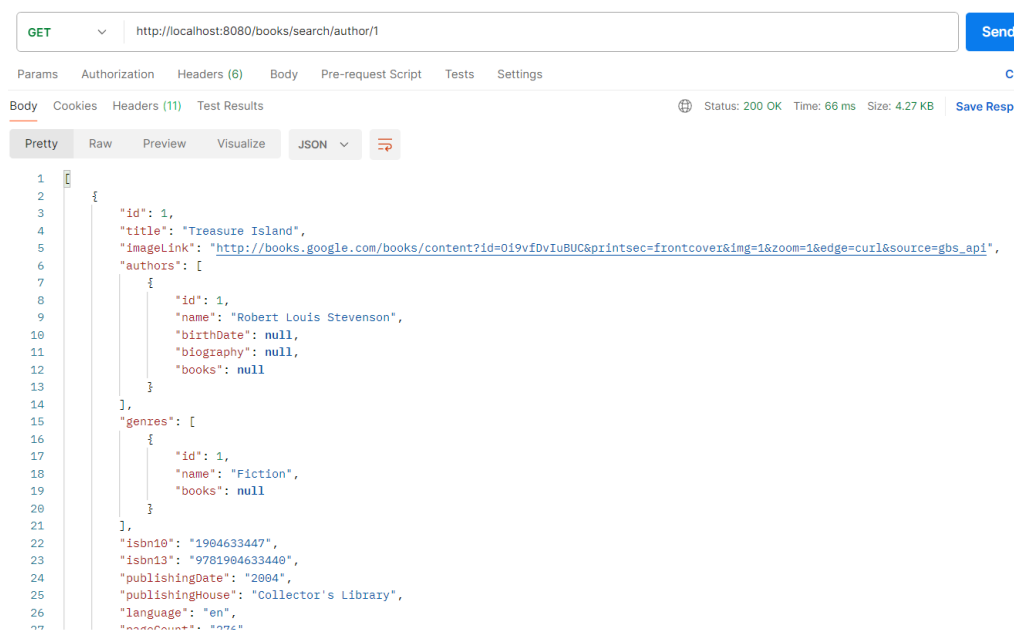 GET http://localhost:8080/books/search/author/1 Send
Params Authorization Headers (6) Body Pre-request Script Tests Settings
Body Cookies Headers (11) Test Results Status: 200 OK Time: 66 ms Size: 4.27 KB Save Resp
Pretty Raw Preview Visualize JSON
1 [
2 {
3 "id": 1,
4 "title": "Treasure Island",
5 "imageLink": "http://books.google.com/books/content?id=Oi9vfDvIuBUC&printsec=frontcover&img=1&zoom=1&edge=curl&source=gbs_api",
6 "authors": [
7 {
8 "id": 1,
9 "name": "Robert Louis Stevenson",
10 "birthDate": null,
11 "biography": null,
12 "books": null
13 }
14 ],
15 "genres": [
16 {
17 "id": 1,
18 "name": "Fiction",
19 "books": null
20 }
21 ],
22 "isbn10": "1904633447",
23 "isbn13": "9781904633440",
24 "publishingDate": "2004",
25 "publishingHouse": "Collector's Library",
26 "language": "en",
27 "pageCount": "276"